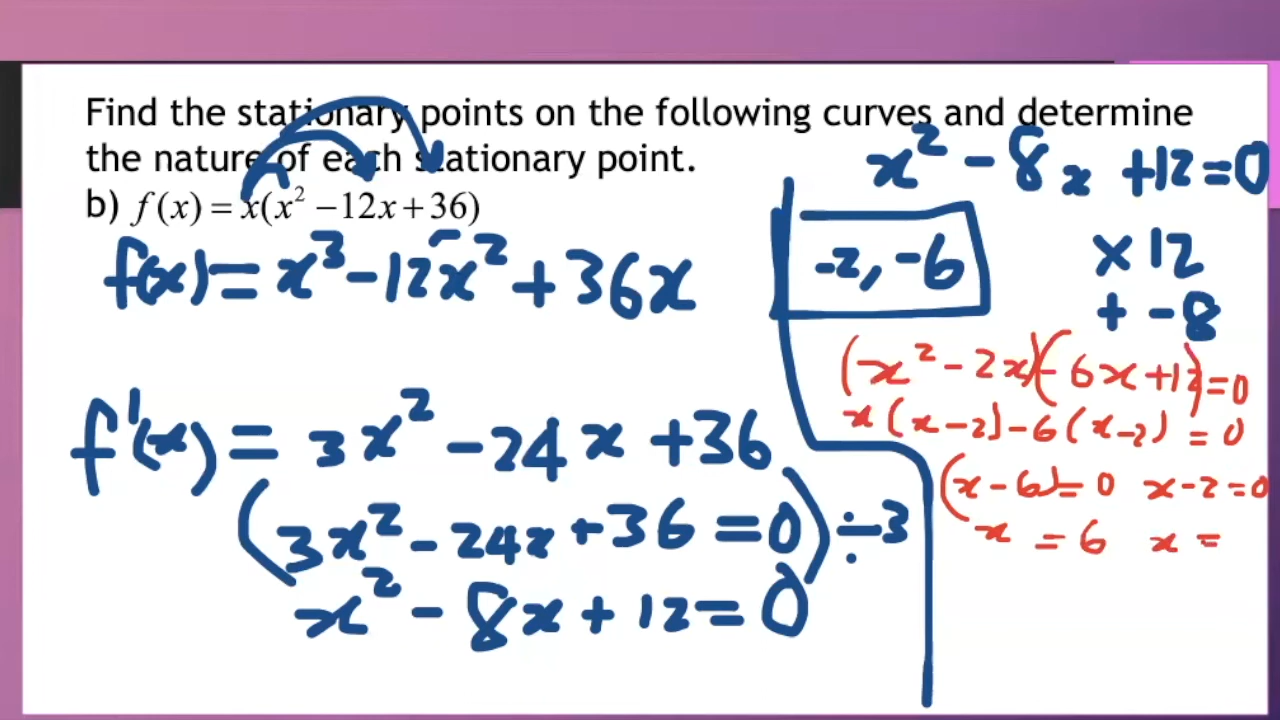 Find the stationary points on the following curves and determine
the nature of each stationary point.
b) f(x) = x(x² −12x+36)
f(x)= x³-12x² +36x
f'(x) = 3x² -24x +36
(3x²-24x+36=0) ÷3
x² - 8x+12=0
x² - 8x +12=0
-2, -6
× 12
+ -8
(x² - 2x)(-6x+12)=0
x(x-2)-6(x-2) =0
(x-6)=0 x-2=0
x = 6 x =